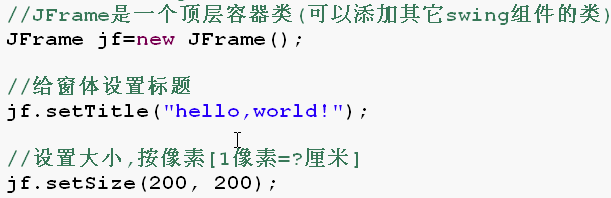 //JFrame是一个顶层容器类(可以添加其它swing组件的类)
JFrame jf=new JFrame();
//给窗体设置标题
jf.setTitle("hello,world!");
//设置大小,按像素[1像素=?厘米]
jf.setSize(200, 200);